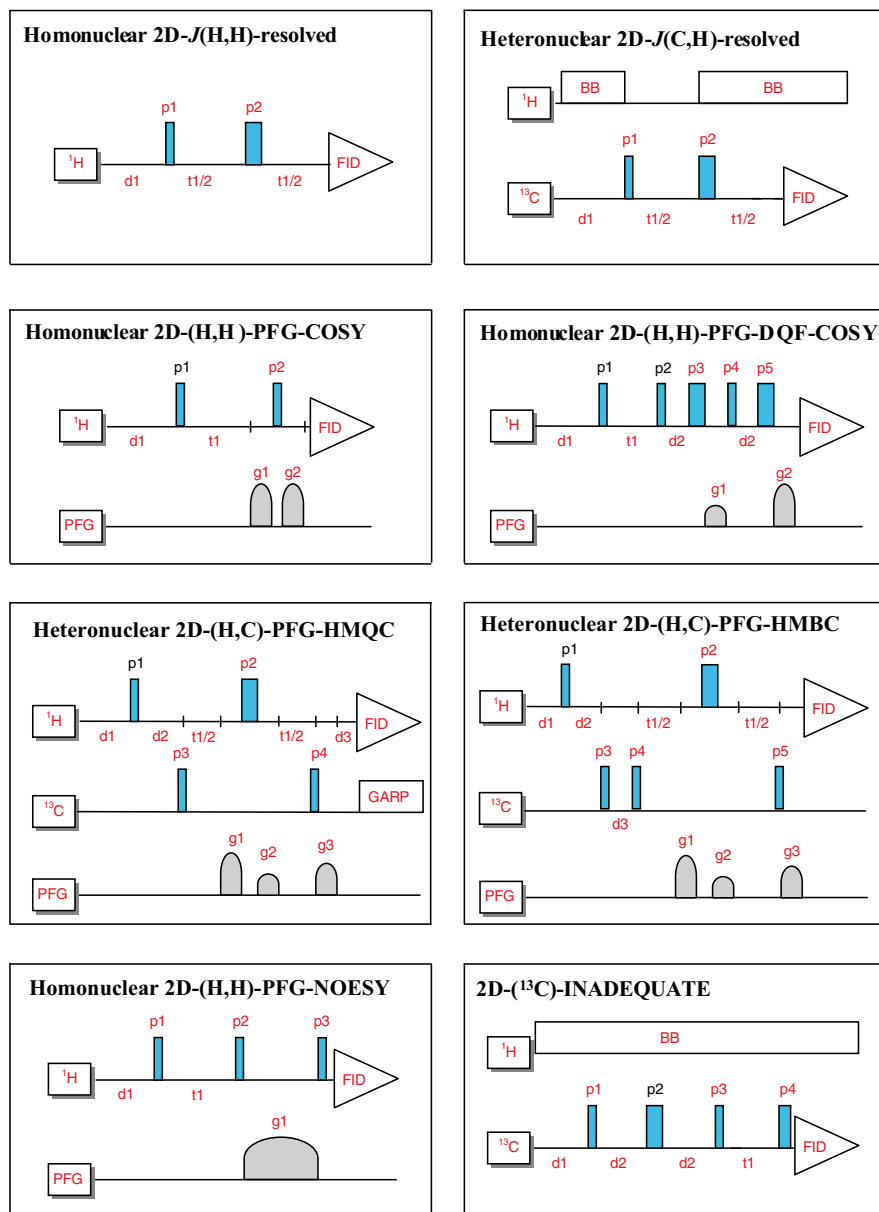 Homonuclear 2D-J(H,H)-resolved
p1 p2
¹H FID
d1 t1/2 t1/2
Heteronuclear 2D-J(C,H)-resolved
BB BB
¹H
p1 p2
¹³C FID
d1 t1/2 t1/2
Homonuclear 2D-(H,H)-PFG-COSY
p1 p2
¹H FID
d1 t1
g1 g2
PFG
Homonuclear 2D-(H,H)-PFG-DQF-COSY
p1 p2 p3 p4 p5
¹H FID
d1 t1 d2 d2
g1 g2
PFG
Heteronuclear 2D-(H,C)-PFG-HMQC
p1 p2
¹H FID
d1 d2 t1/2 t1/2 d3
p3 p4
¹³C GARP
g1 g2 g3
PFG
Heteronuclear 2D-(H,C)-PFG-HMBC
p1 p2
¹H FID
d1 d2 t1/2 t1/2
p3 p4 p5
¹³C
d3
g1 g2 g3
PFG
Homonuclear 2D-(H,H)-PFG-NOESY
p1 p2 p3
¹H FID
d1 t1
g1
PFG
2D-(¹³C)-INADEQUATE
BB
¹H
p1 p2 p3 p4
¹³C FID
d1 d2 d2 t1